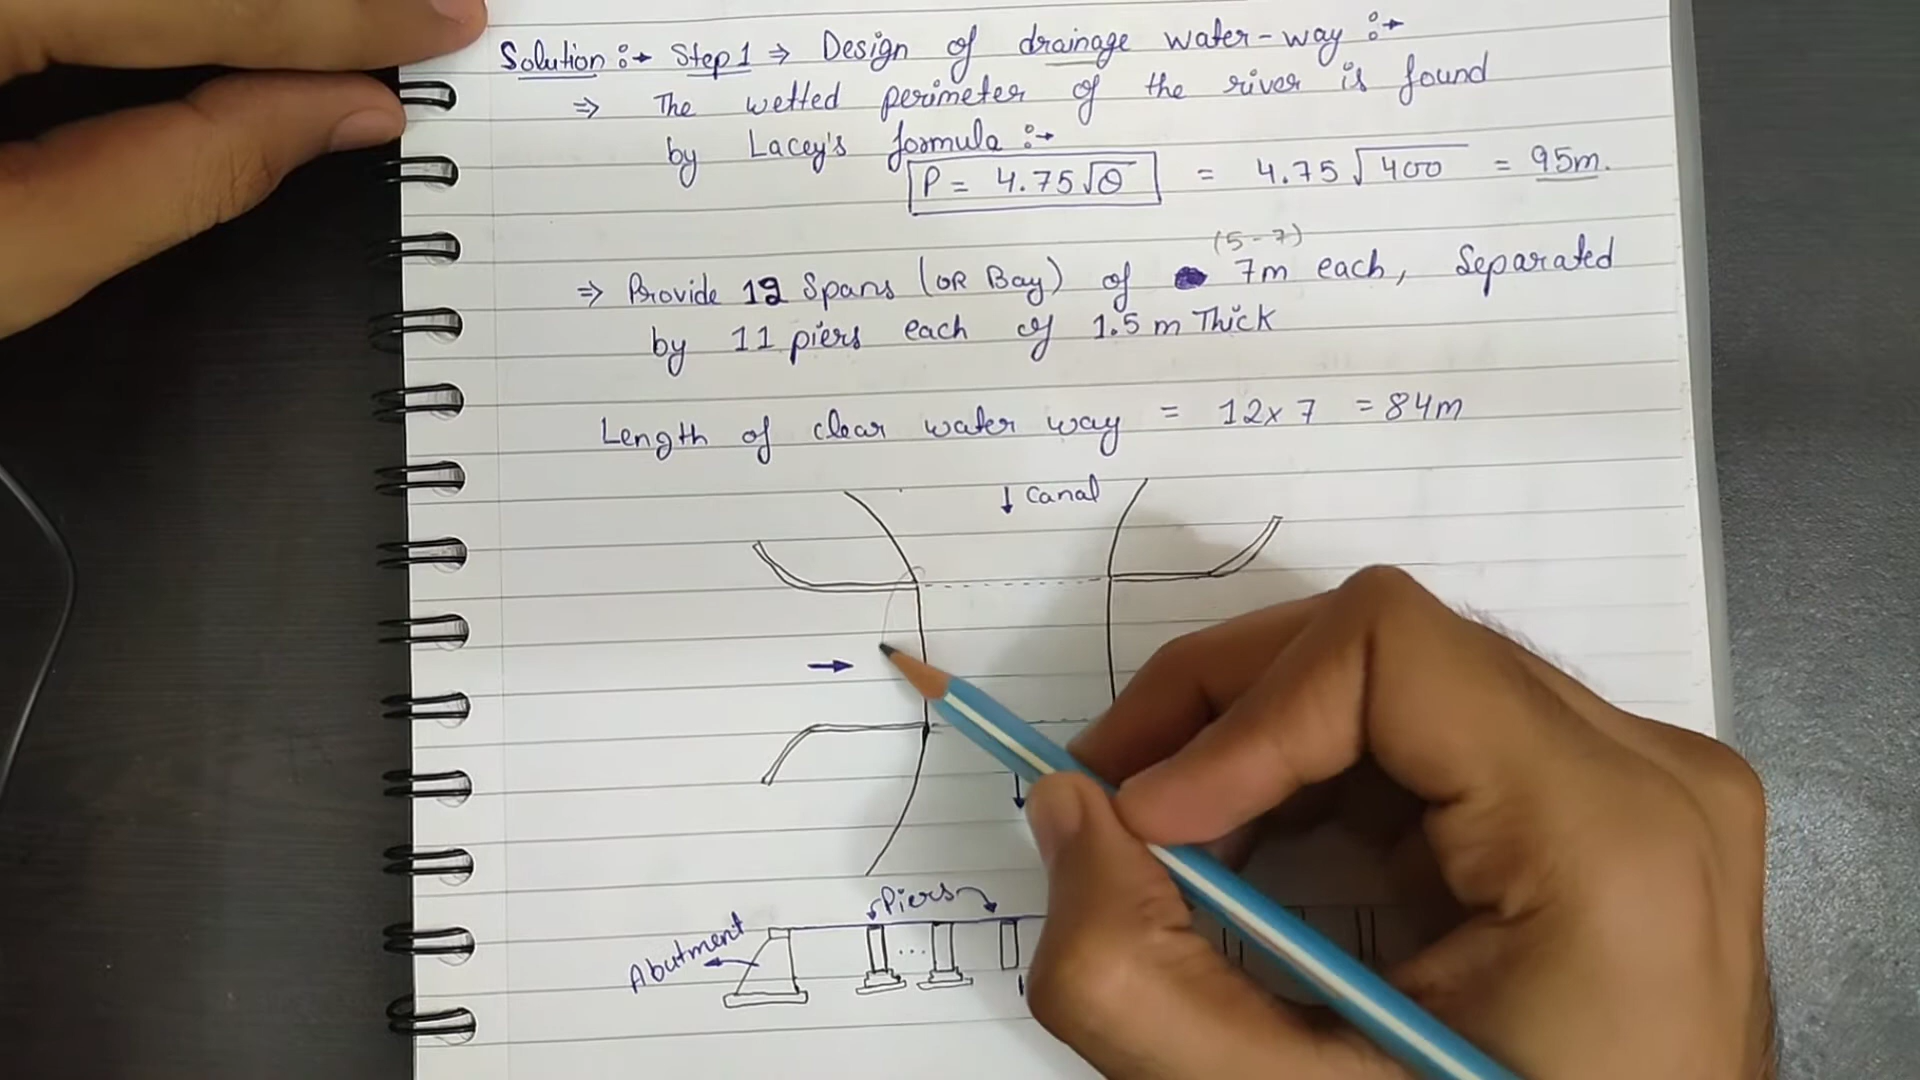 Solution :→ Step 1 ⇒ Design of drainage water-way :→
⇒ The wetted perimeter of the river is found
by Lacey's formula :→
P = 4.75√Q = 4.75√400 = 95m.
(5-7)
⇒ Provide 12 Spans (OR Bay) of 7m each, Separated
by 11 piers each of 1.5 m Thick
Length of clear water way = 12x7 = 84m
↓ Canal
Piers
Abutment